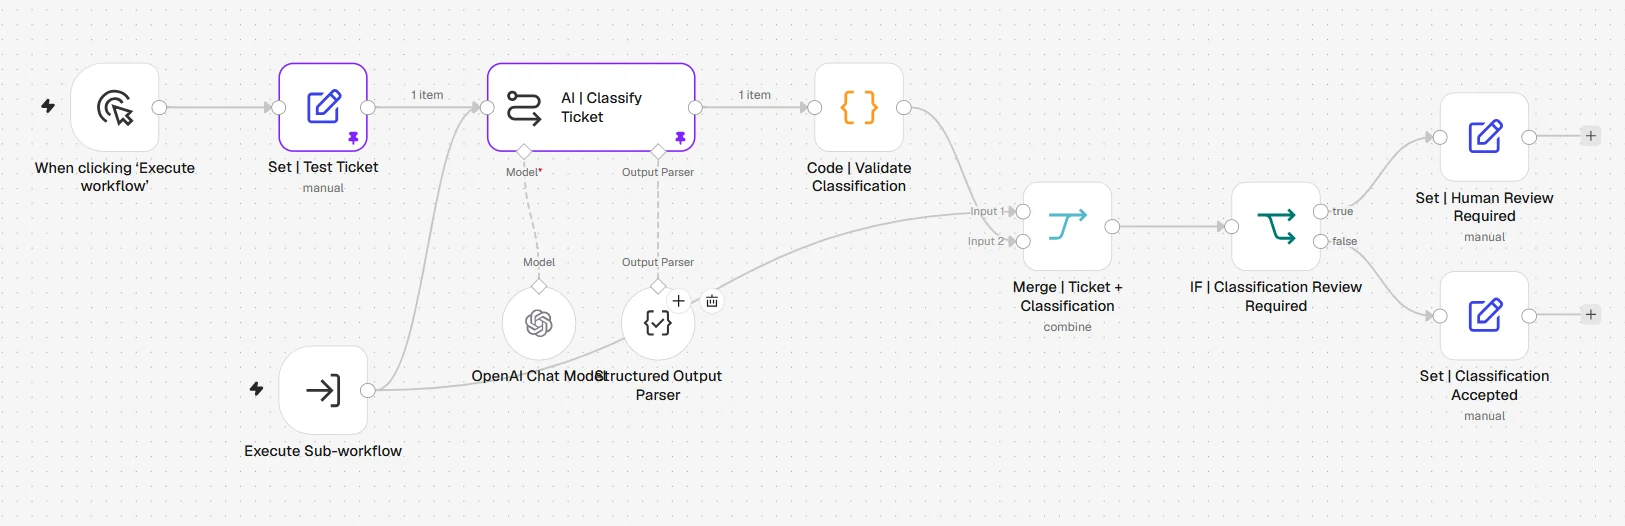 1 item
AI | Classify
Ticket
1 item
When clicking ‘Execute
workflow’
Set | Test Ticket
manual
Model*
Output Parser
Code | Validate
Classification
Input 1
Input 2
Merge | Ticket +
Classification
combine
true
false
IF | Classification Review
Required
Set | Human Review
Required
manual
Model
Output Parser
OpenAI Chat Model
Structured Output
Parser
Set | Classification
Accepted
manual
Execute Sub-workflow